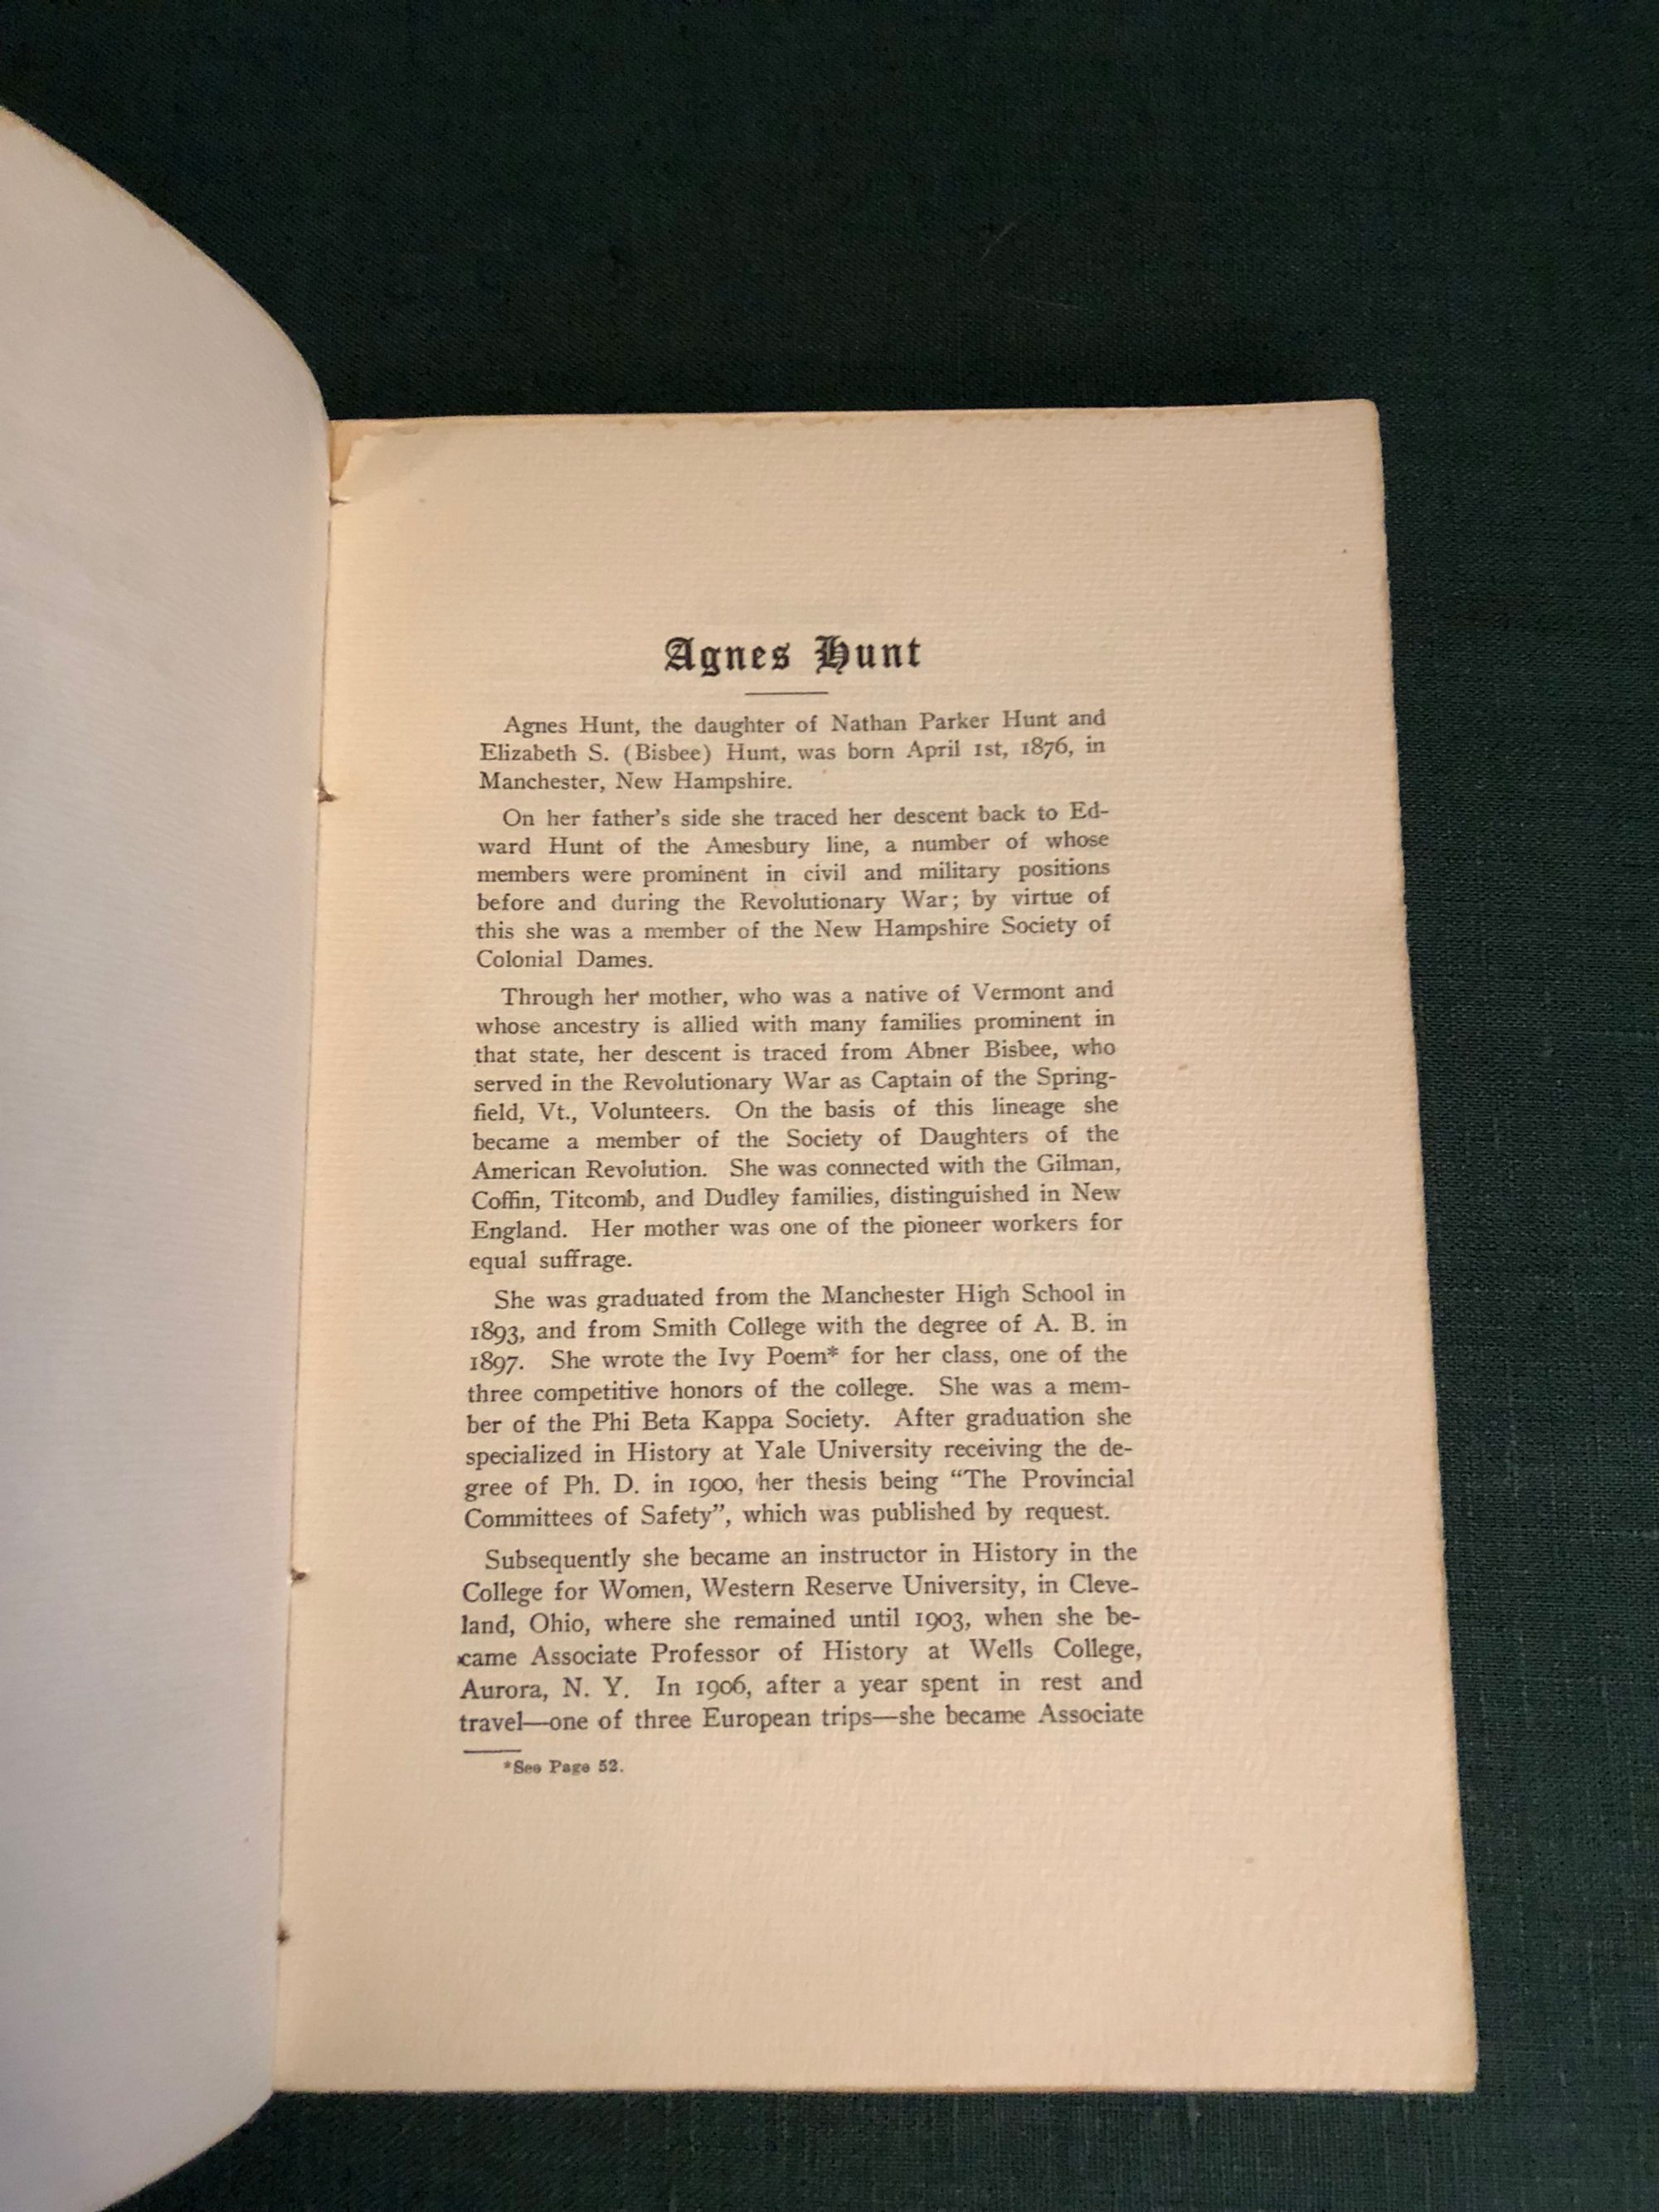 Agnes Hunt
Agnes Hunt, the daughter of Nathan Parker Hunt and
Elizabeth S. (Bisbee) Hunt, was born April 1st, 1876, in
Manchester, New Hampshire.
On her father's side she traced her descent back to Ed-
ward Hunt of the Amesbury line, a number of whose
members were prominent in civil and military positions
before and during the Revolutionary War; by virtue of
this she was a member of the New Hampshire Society of
Colonial Dames.
Through her mother, who was a native of Vermont and
whose ancestry is allied with many families prominent in
that state, her descent is traced from Abner Bisbee, who
served in the Revolutionary War as Captain of the Spring-
field, Vt., Volunteers. On the basis of this lineage she
became a member of the Society of Daughters of the
American Revolution. She was connected with the Gilman,
Coffin, Titcomb, and Dudley families, distinguished in New
England. Her mother was one of the pioneer workers for
equal suffrage.
She was graduated from the Manchester High School in
1893, and from Smith College with the degree of A. B. in
1897. She wrote the Ivy Poem* for her class, one of the
three competitive honors of the college. She was a mem-
ber of the Phi Beta Kappa Society. After graduation she
specialized in History at Yale University receiving the de-
gree of Ph. D. in 1900, her thesis being "The Provincial
Committees of Safety", which was published by request.
Subsequently she became an instructor in History in the
College for Women, Western Reserve University, in Cleve-
land, Ohio, where she remained until 1903, when she be-
came Associate Professor of History at Wells College,
Aurora, N. Y. In 1906, after a year spent in rest and
travel—one of three European trips—she became Associate
*See Page 52.